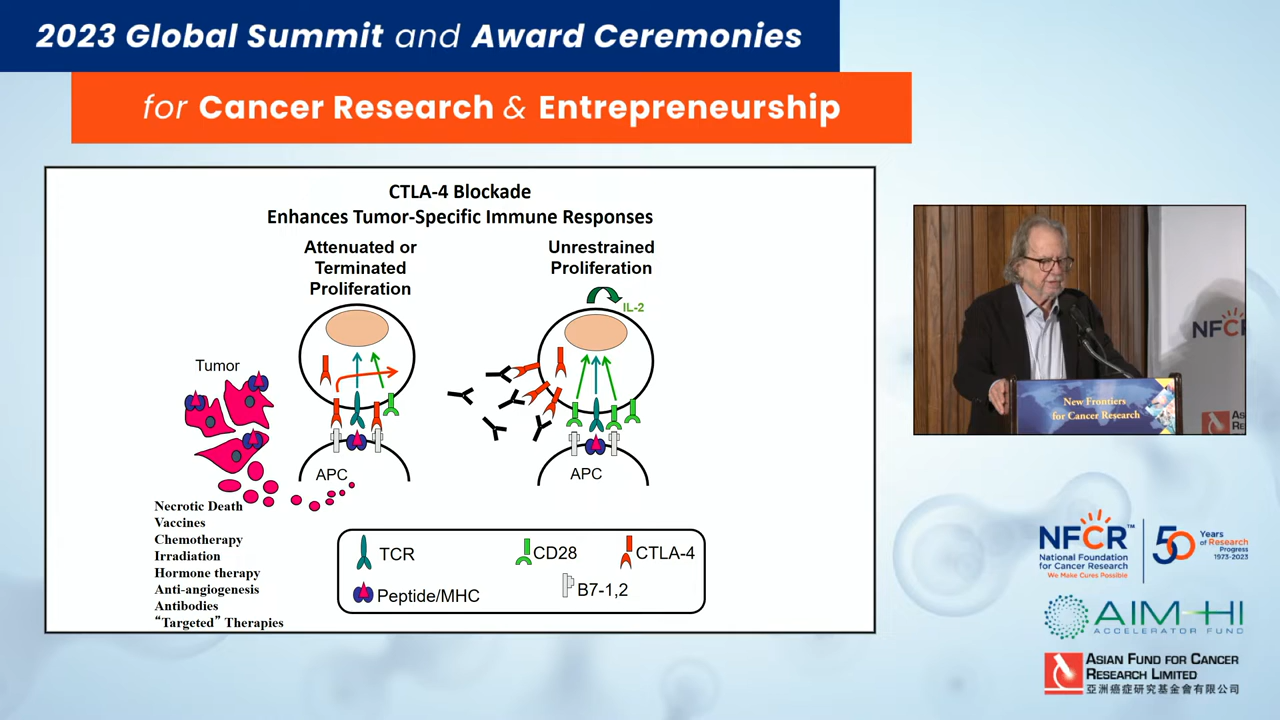 2023 Global Summit and Award Ceremonies
for Cancer Research & Entrepreneurship
CTLA-4 Blockade
Enhances Tumor-Specific Immune Responses
Attenuated or
Terminated
Proliferation
Unrestrained
Proliferation
IL-2
Tumor
APC
APC
Necrotic Death
Vaccines
Chemotherapy
Irradiation
Hormone therapy
Anti-angiogenesis
Antibodies
“Targeted” Therapies
TCR
CD28
CTLA-4
Peptide/MHC
B7-1,2
NFC
New Frontiers
for Cancer Research
NFCR™
National Foundation
for Cancer Research
We Make Cures Possible
50 Years
of Research
Progress
1973-2023
AIM-HI
ACCELERATOR FUND
ASIAN FUND FOR CANCER
RESEARCH LIMITED
亞洲癌症研究基金會有限公司